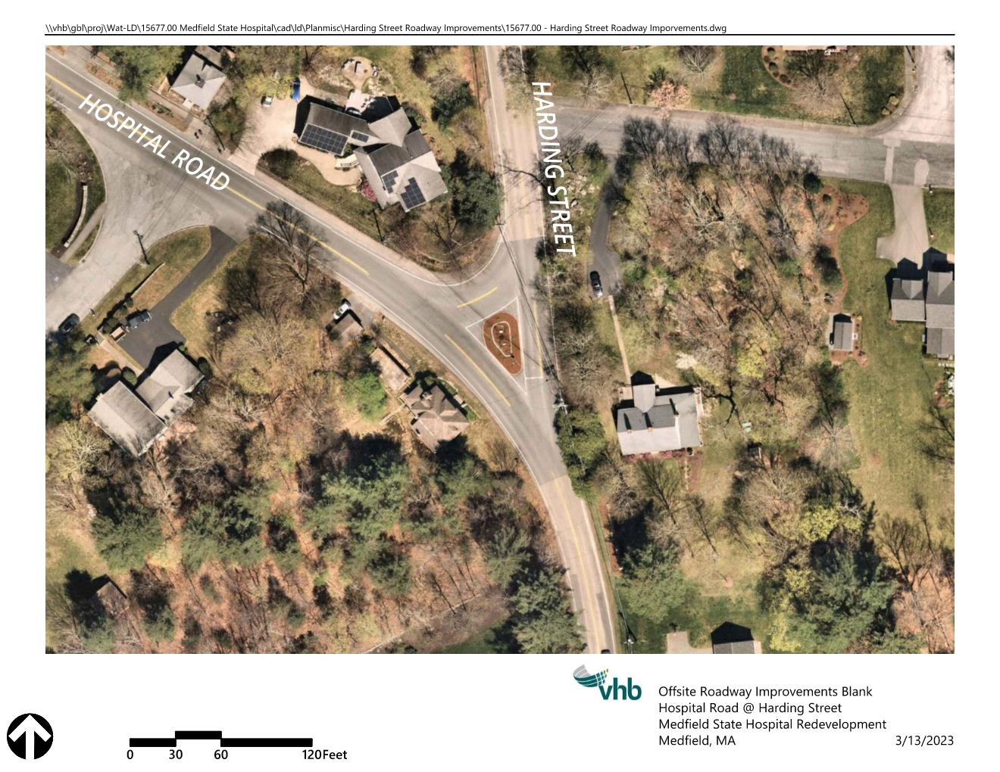 \\vhb\gbl\proj\Wat-LD\15677.00 Medfield State Hospital\cad\ld\Planmisc\Harding Street Roadway Improvements\15677.00 - Harding Street Roadway Imporvements.dwg
HOSPITAL ROAD
HARDING STREET
vhb
Offsite Roadway Improvements Blank
Hospital Road @ Harding Street
Medfield State Hospital Redevelopment
Medfield, MA 3/13/2023
0 30 60 120Feet